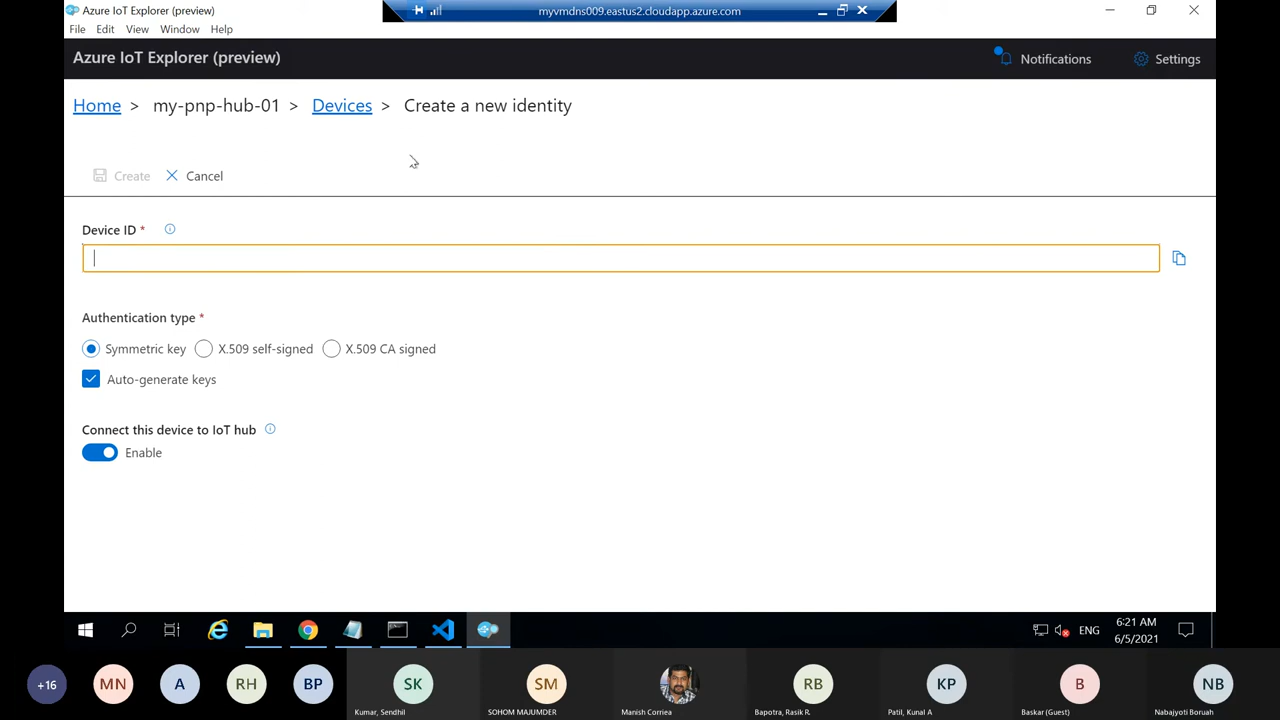 Azure IoT Explorer (preview)
myvmdns009.eastus2.cloudapp.azure.com
File Edit View Window Help
Azure IoT Explorer (preview)
Notifications
Settings
Home > my-pnp-hub-01 > Devices > Create a new identity
Create
Cancel
Device ID *
Authentication type *
Symmetric key
X.509 self-signed
X.509 CA signed
Auto-generate keys
Connect this device to IoT hub
Enable
ENG
6:21 AM
6/5/2021
+16
MN
A
RH
BP
SK
SM
RB
KP
B
NB
Kumar, Sendhil
SOHOM MAJUMDER
Manish Corriea
Bapotra, Rasik R.
Patil, Kunal A
Baskar (Guest)
Nabajyoti Boruah